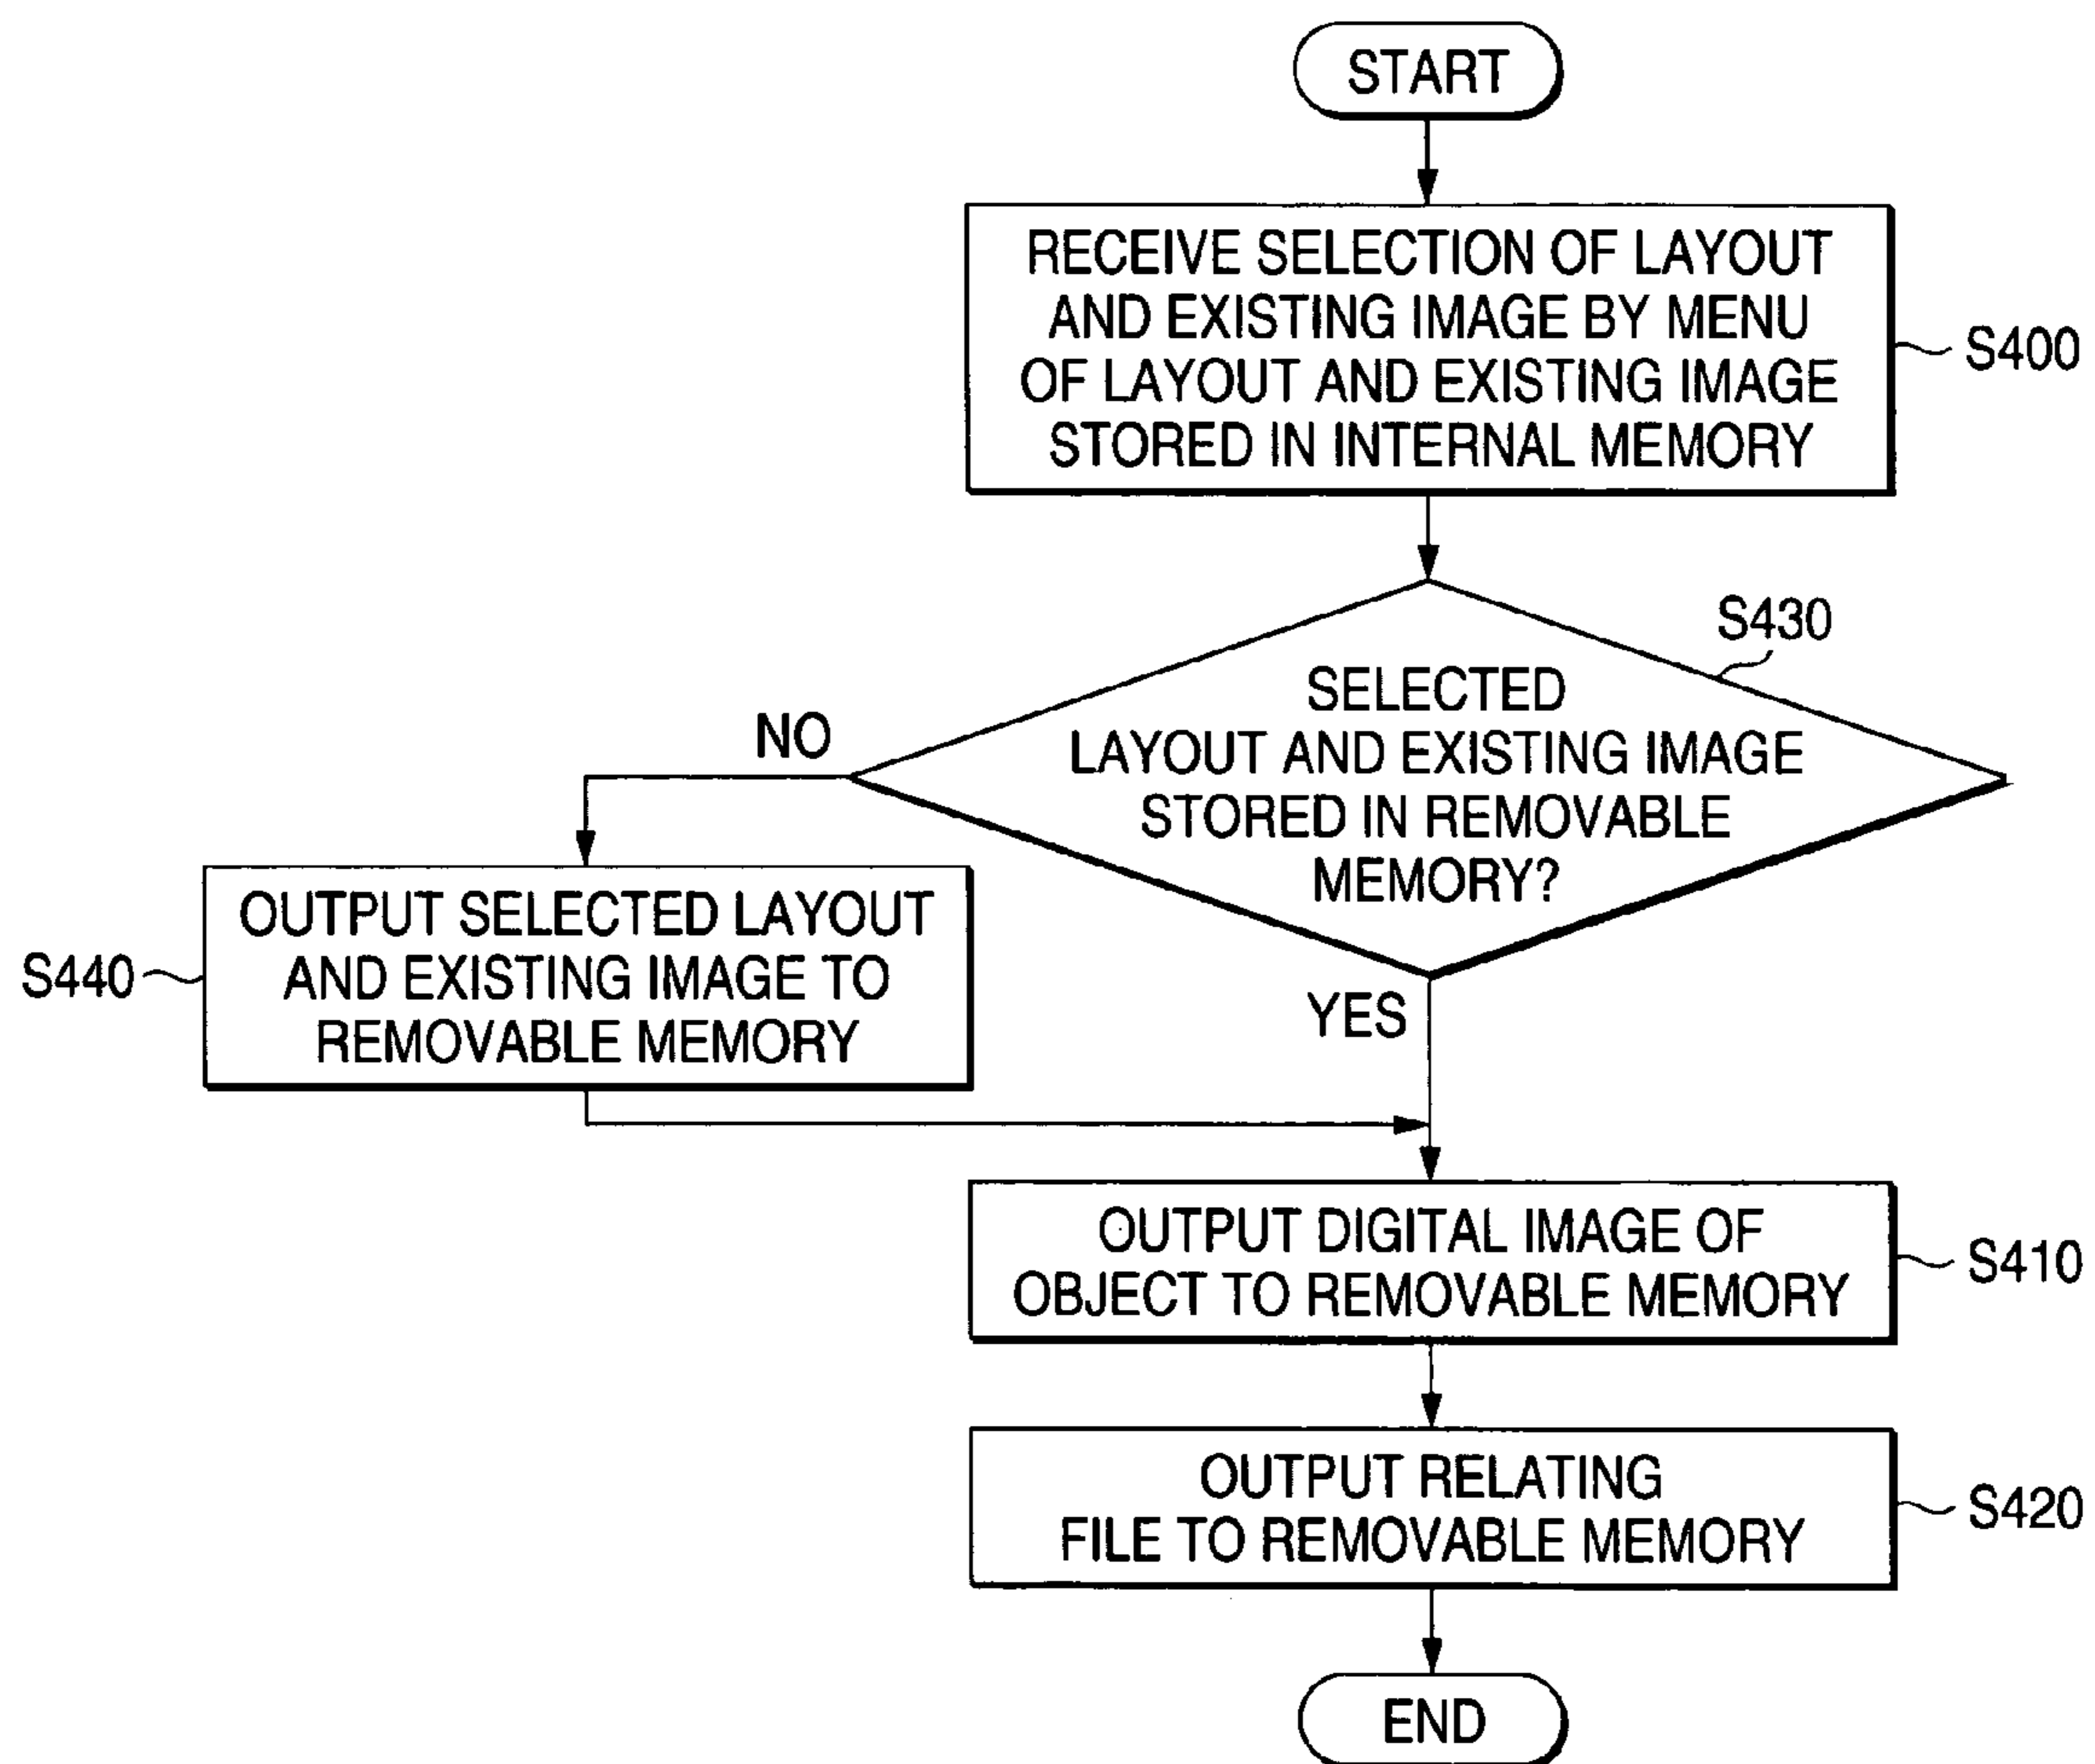 START
RECEIVE SELECTION OF LAYOUT
AND EXISTING IMAGE BY MENU
OF LAYOUT AND EXISTING IMAGE
STORED IN INTERNAL MEMORY
S400
S430
SELECTED
LAYOUT AND EXISTING IMAGE
STORED IN REMOVABLE
MEMORY?
NO
YES
OUTPUT SELECTED LAYOUT
AND EXISTING IMAGE TO
REMOVABLE MEMORY
S440
OUTPUT DIGITAL IMAGE OF
OBJECT TO REMOVABLE MEMORY
S410
OUTPUT RELATING
FILE TO REMOVABLE MEMORY
S420
END